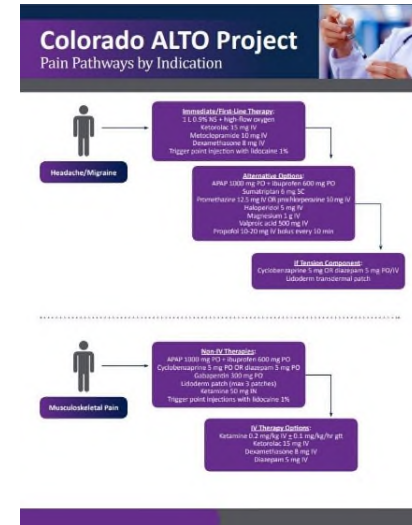 Colorado ALTO Project
Pain Pathways by Indication
Immediate/First-Line Therapy:
1 L 0.9% NS + high-flow oxygen
Ketorolac 15 mg IV
Metoclopramide 10 mg IV
Dexamethasone 8 mg IV
Trigger point injection with lidocaine 1%
Headache/Migraine
Alternative Options:
APAP 1000 mg PO + ibuprofen 600 mg PO
Sumatriptan 6 mg SC
Promethazine 12.5 mg IV OR prochlorperazine 10 mg IV
Haloperidol 5 mg IV
Magnesium 1 g IV
Valproic acid 500 mg IV
Propofol 10-20 mg IV bolus every 10 min
If Tension Component:
Cyclobenzaprine 5 mg OR diazepam 5 mg PO/IV
Lidoderm transdermal patch
Non-IV Therapies:
APAP 1000 mg PO + ibuprofen 600 mg PO
Cyclobenzaprine 5 mg PO OR diazepam 5 mg PO
Gabapentin 300 mg PO
Lidoderm patch (max 3 patches)
Ketamine 50 mg IN
Trigger point injections with lidocaine 1%
Musculoskeletal Pain
IV Therapy Options:
Ketamine 0.2 mg/kg IV ± 0.1 mg/kg/hr gtt
Ketorolac 15 mg IV
Dexamethasone 8 mg IV
Diazepam 5 mg IV